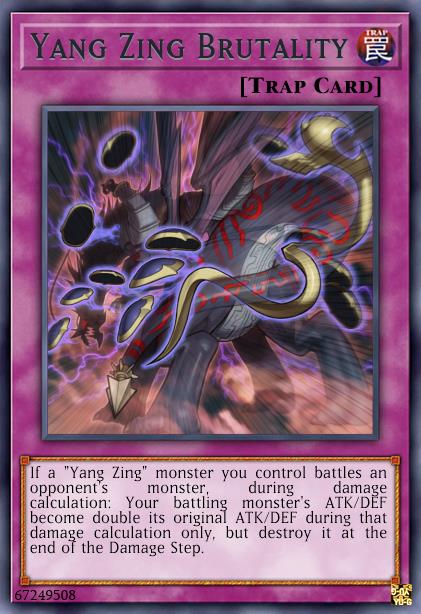 Yang Zing Brutality
TRAP
罠
[Trap Card]
If a "Yang Zing" monster you control battles an
opponent's monster, during damage
calculation: Your battling monster's ATK/DEF
become double its original ATK/DEF during that
damage calculation only, but destroy it at the
end of the Damage Step.
67249508